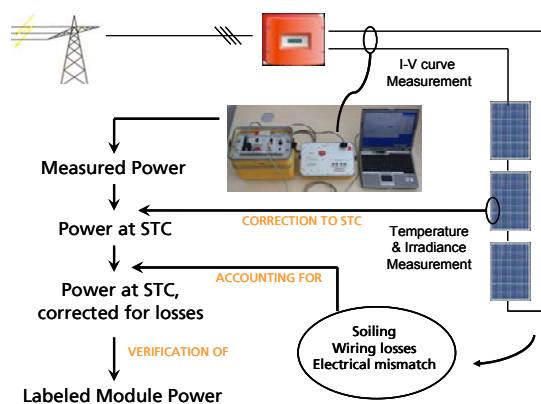 I-V curve
Measurement
Measured Power
CORRECTION TO STC
Power at STC
Temperature
& Irradiance
Measurement
ACCOUNTING FOR
Power at STC,
corrected for losses
Soiling
Wiring losses
Electrical mismatch
VERIFICATION OF
Labeled Module Power